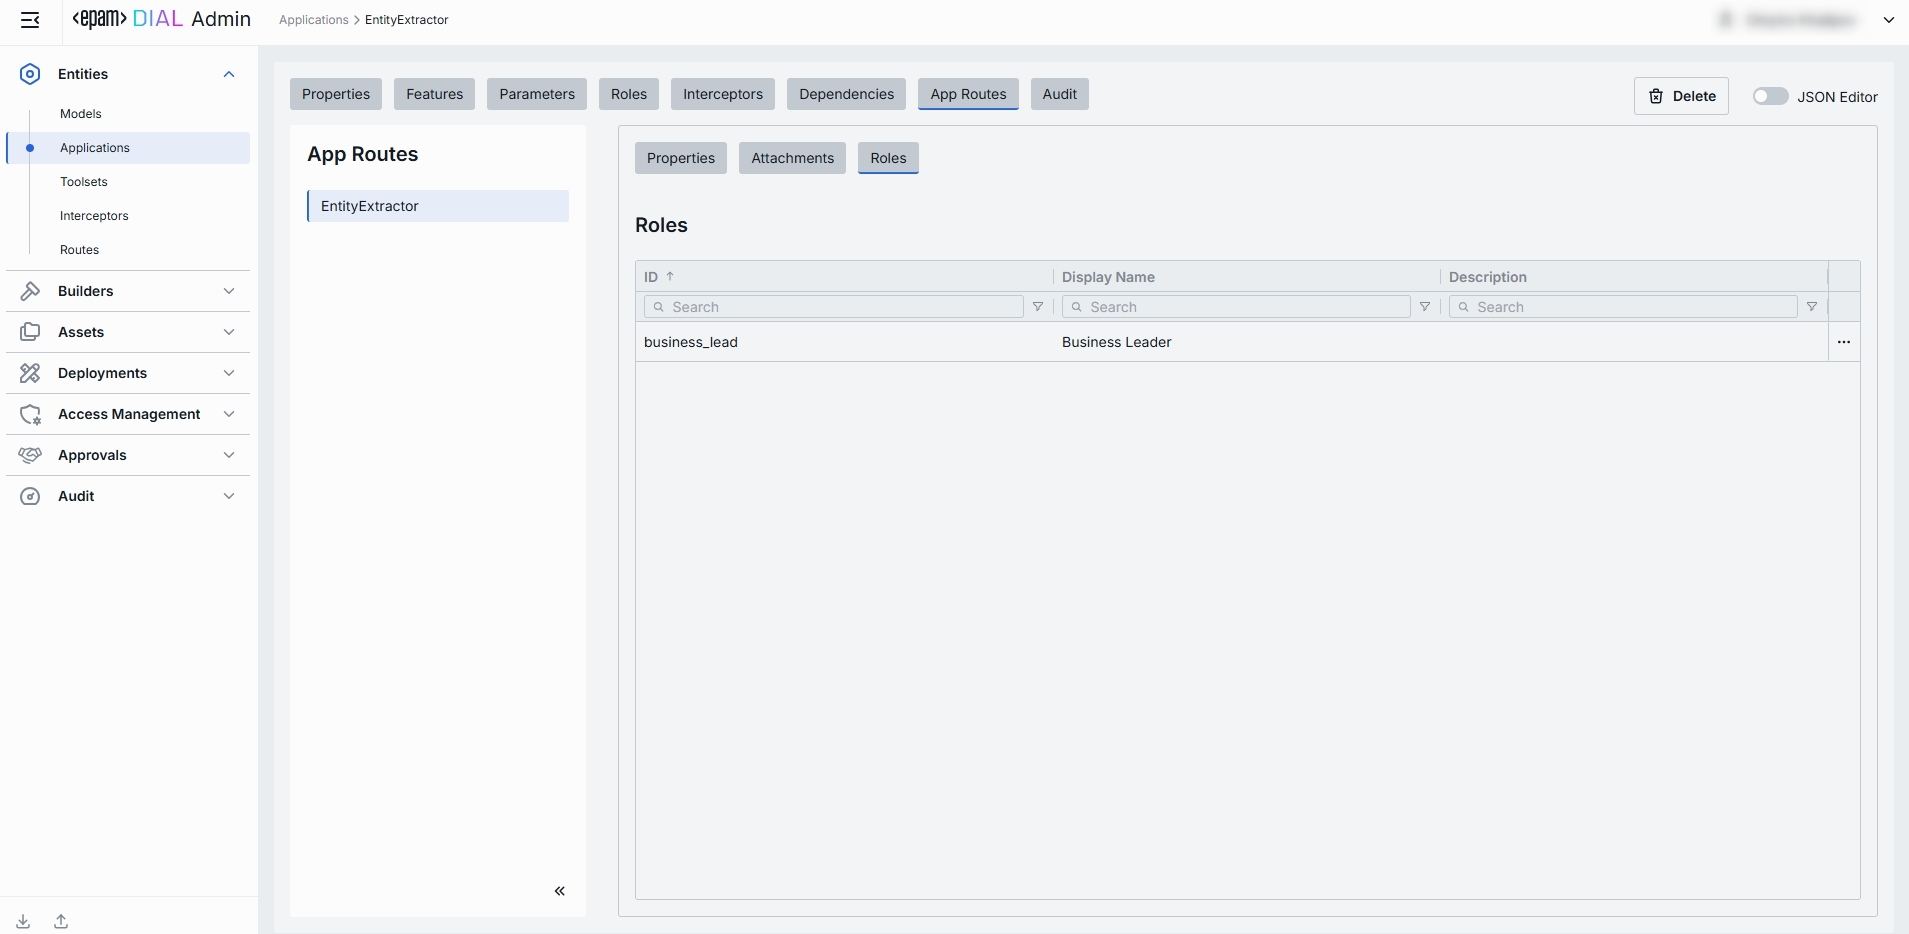 <epam> DIAL Admin
Applications > EntityExtractor
Entities
Models
Applications
Toolsets
Interceptors
Routes
Builders
Assets
Deployments
Access Management
Approvals
Audit
Properties Features Parameters Roles Interceptors Dependencies App Routes Audit
Delete JSON Editor
App Routes
EntityExtractor
Properties Attachments Roles
Roles
ID Display Name Description
Search Search Search
business_lead Business Leader